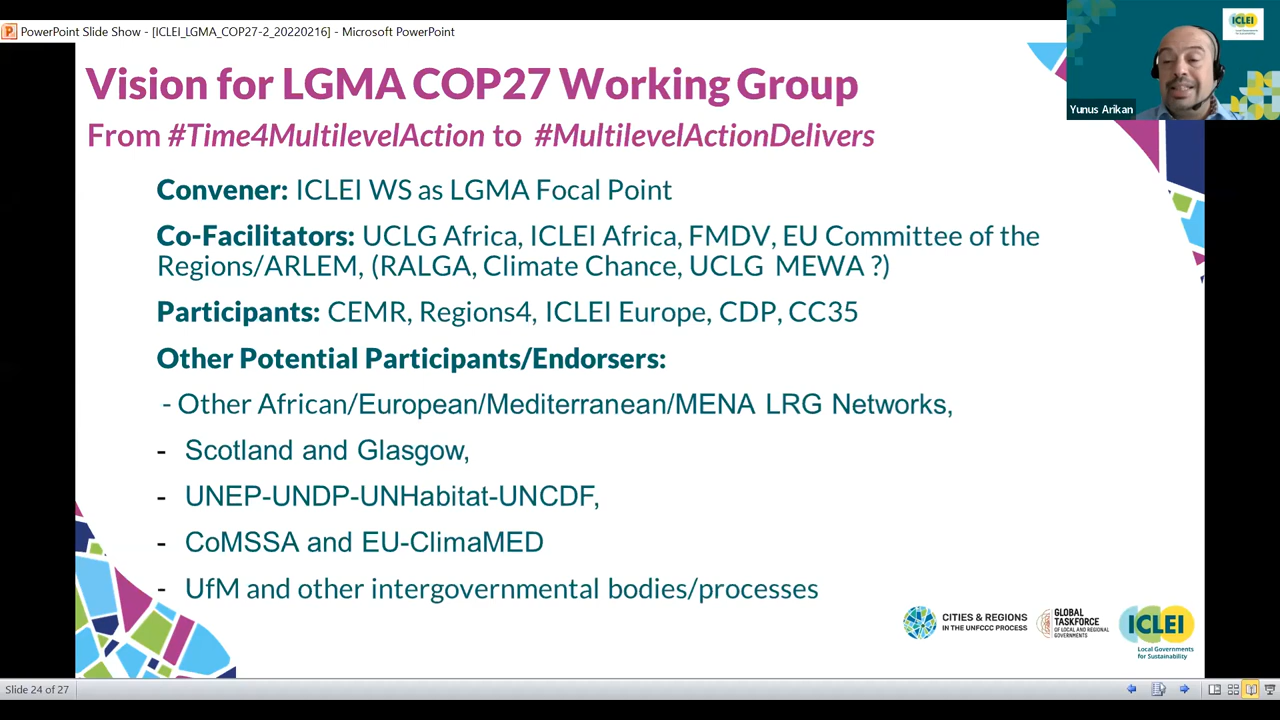 PowerPoint Slide Show - [ICLEI_LGMA_COP27-2_20220216] - Microsoft PowerPoint
ICLEI
Local Governments
for Sustainability
Yunus Arikan
Vision for LGMA COP27 Working Group
From #Time4MultilevelAction to #MultilevelActionDelivers
Convener: ICLEI WS as LGMA Focal Point
Co-Facilitators: UCLG Africa, ICLEI Africa, FMDV, EU Committee of the
Regions/ARLEM, (RALGA, Climate Chance, UCLG MEWA ?)
Participants: CEMR, Regions4, ICLEI Europe, CDP, CC35
Other Potential Participants/Endorsers:
- Other African/European/Mediterranean/MENA LRG Networks,
- Scotland and Glasgow,
- UNEP-UNDP-UNHabitat-UNCDF,
- CoMSSA and EU-ClimaMED
- UfM and other intergovernmental bodies/processes
CITIES & REGIONS
IN THE UNFCCC PROCESS
GLOBAL
TASKFORCE
OF LOCAL AND REGIONAL
GOVERNMENTS
ICLEI
Local Governments
for Sustainability
Slide 24 of 27